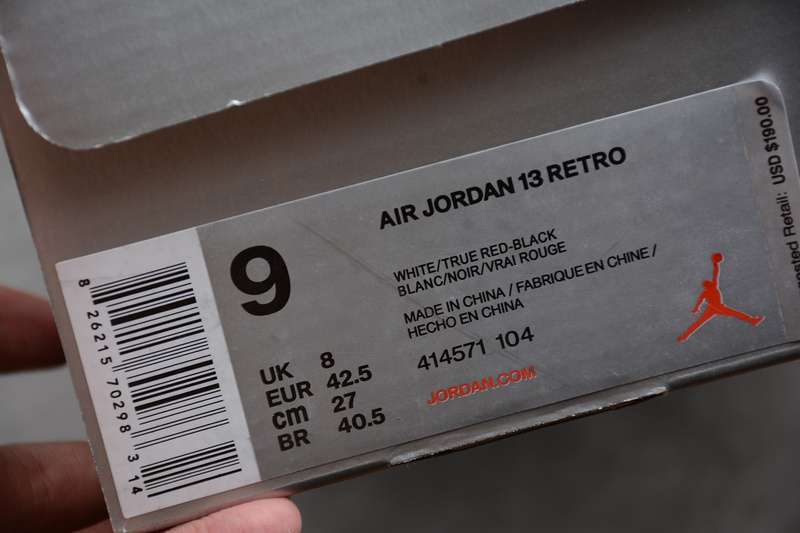 AIR JORDAN 13 RETRO
9
WHITE/TRUE RED-BLACK
BLANC/NOIR/VRAI ROUGE
MADE IN CHINA / FABRIQUE EN CHINE /
HECHO EN CHINA
414571 104
JORDAN.COM
UK 8
EUR 42.5
cm 27
BR 40.5
8 26215 70298 3 14
Retail: USD $190.00